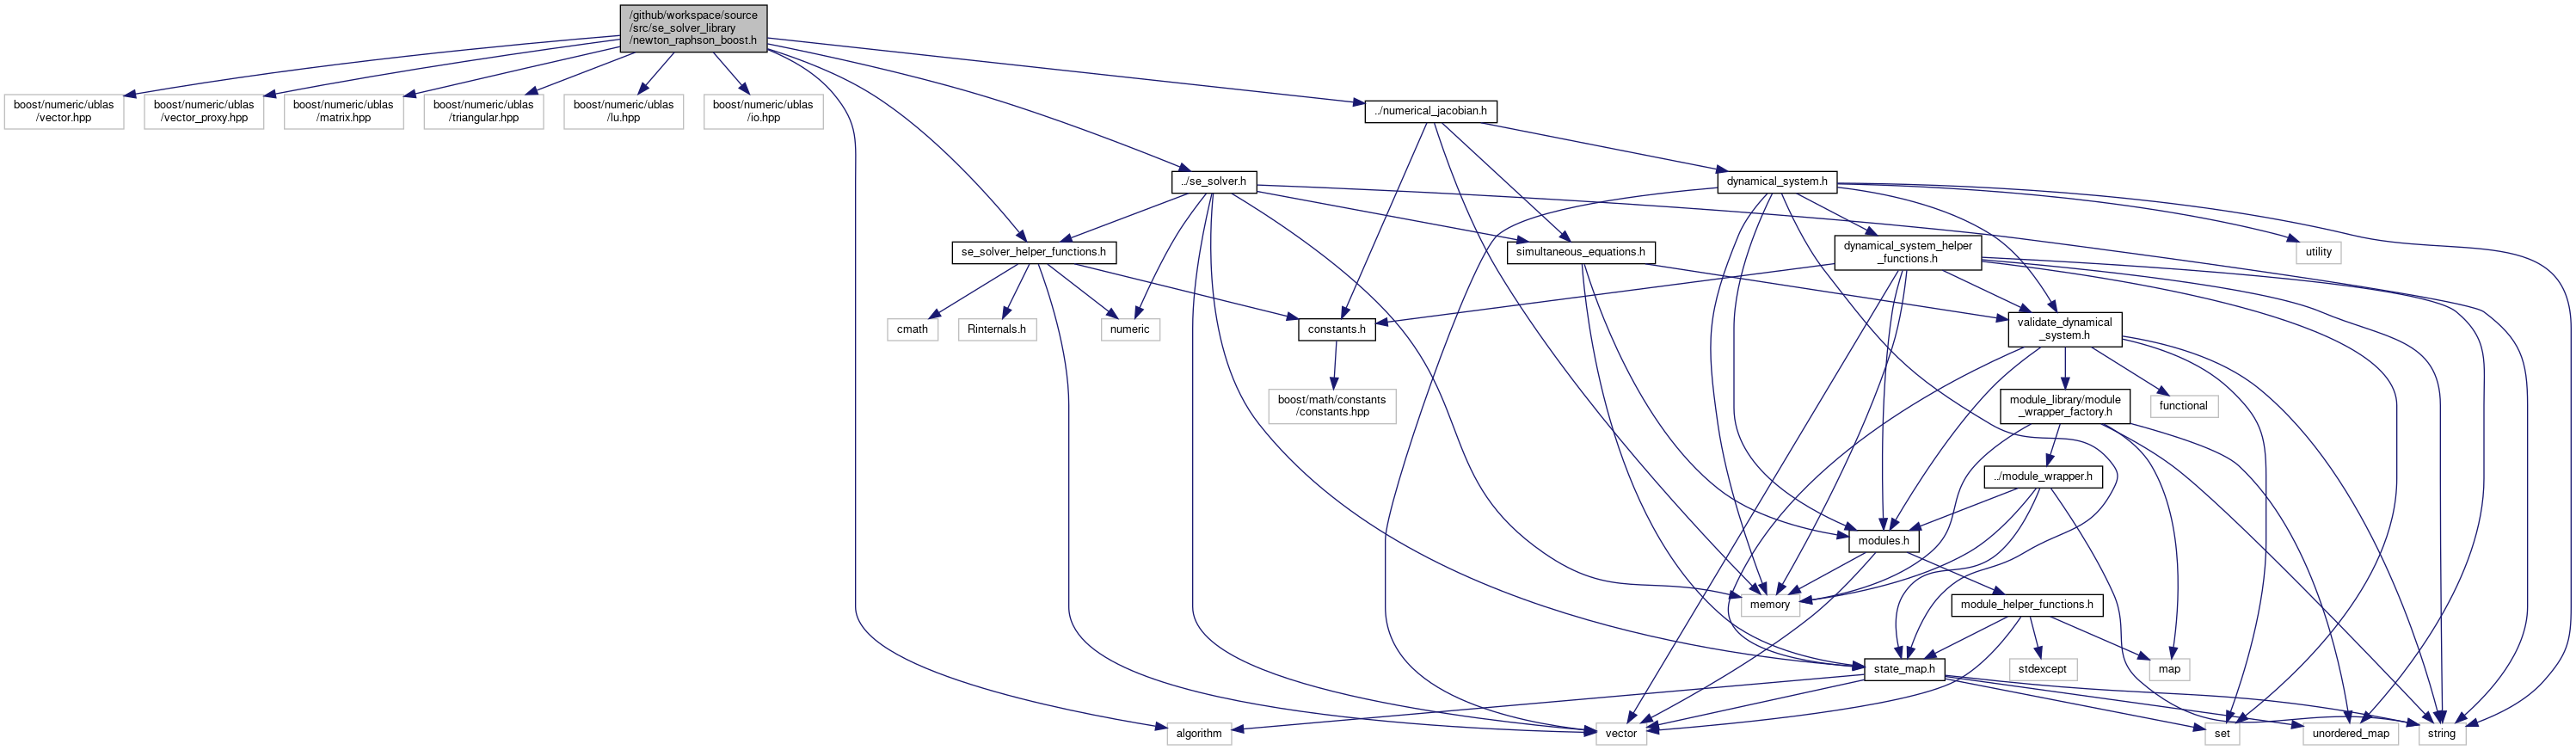 /github/workspace/source
/src/se_solver_library
/newton_raphson_boost.h
boost/numeric/ublas
/vector.hpp
boost/numeric/ublas
/vector_proxy.hpp
boost/numeric/ublas
/matrix.hpp
boost/numeric/ublas
/triangular.hpp
boost/numeric/ublas
/lu.hpp
boost/numeric/ublas
/io.hpp
../numerical_jacobian.h
../se_solver.h
dynamical_system.h
se_solver_helper_functions.h
simultaneous_equations.h
dynamical_system_helper
_functions.h
utility
cmath
Rinternals.h
numeric
constants.h
validate_dynamical
_system.h
boost/math/constants
/constants.hpp
module_library/module
_wrapper_factory.h
functional
../module_wrapper.h
modules.h
memory
module_helper_functions.h
state_map.h
stdexcept
map
algorithm
vector
set
unordered_map
string